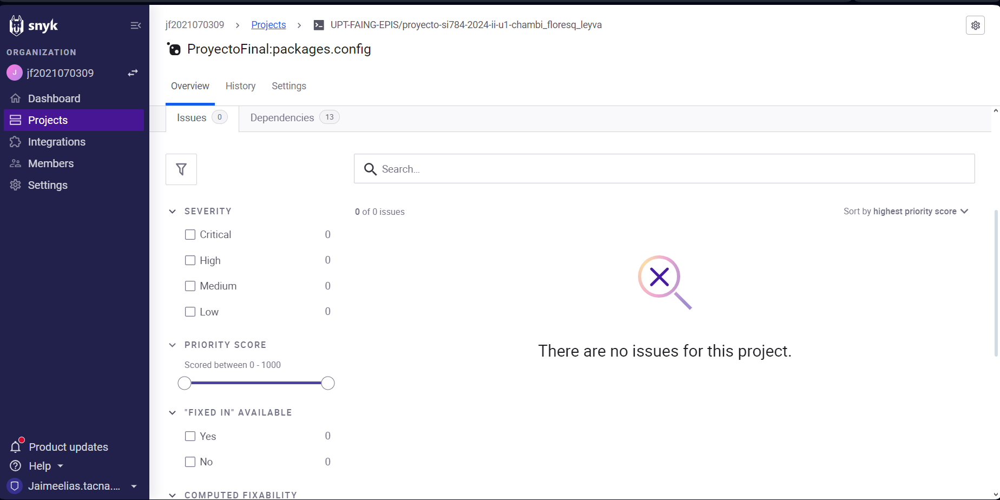 snyk
ORGANIZATION
J jf2021070309
Dashboard
Projects
Integrations
Members
Settings
Product updates
Help
Jaimeelias.tacna....
jf2021070309 > Projects > UPT-FAING-EPIS/proyecto-si784-2024-ii-u1-chambi_floresq_leyva
ProyectoFinal:packages.config
Overview History Settings
Issues 0 Dependencies 13
Search...
SEVERITY
Critical 0
High 0
Medium 0
Low 0
PRIORITY SCORE
Scored between 0 - 1000
"FIXED IN" AVAILABLE
Yes 0
No 0
COMPUTED FIXABILITY
0 of 0 issues
Sort by highest priority score
There are no issues for this project.